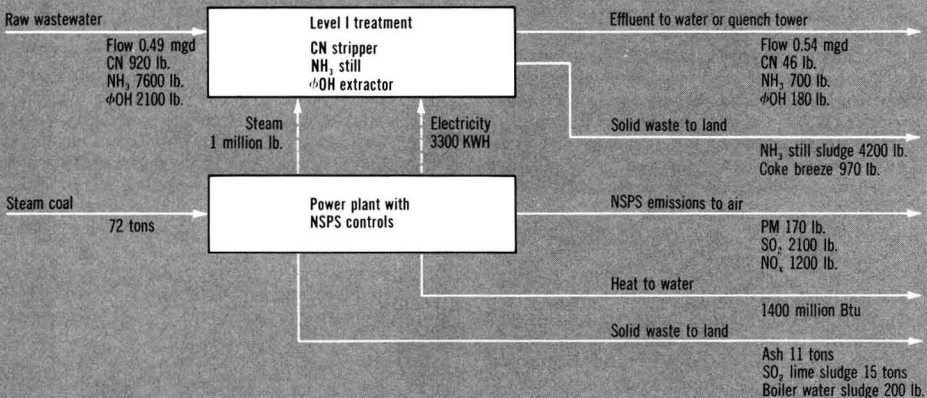 Raw wastewater
Flow 0.49 mgd
CN 920 lb.
NH₃ 7600 lb.
ϕOH 2100 lb.
Level I treatment
CN stripper
NH₃ still
ϕOH extractor
Effluent to water or quench tower
Flow 0.54 mgd
CN 46 lb.
NH₃ 700 lb.
ϕOH 180 lb.
Solid waste to land
NH₃ still sludge 4200 lb.
Coke breeze 970 lb.
Steam
1 million lb.
Electricity
3300 KWH
Steam coal
72 tons
Power plant with
NSPS controls
NSPS emissions to air
PM 170 lb.
SO₂ 2100 lb.
NOₓ 1200 lb.
Heat to water
1400 million Btu
Solid waste to land
Ash 11 tons
SO₂ lime sludge 15 tons
Boiler water sludge 200 lb.